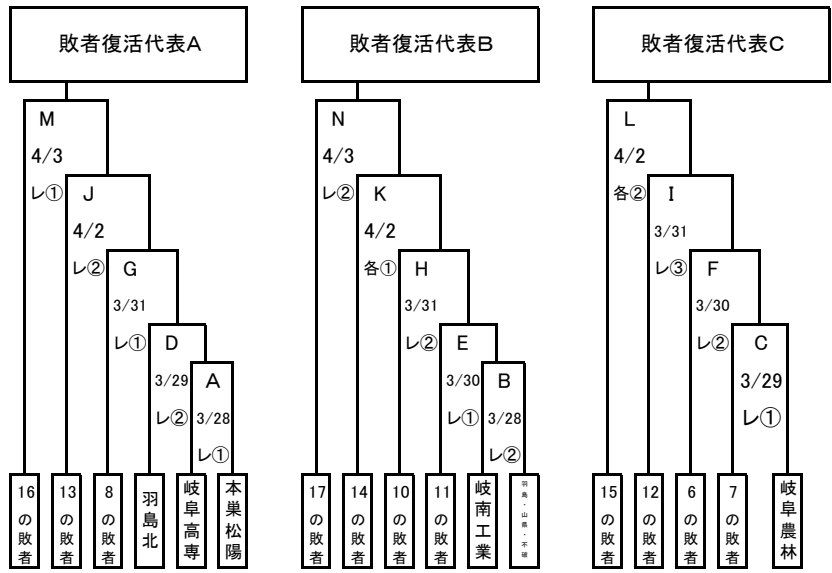 敗者復活代表A
敗者復活代表B
敗者復活代表C
M
4/3
レ①
J
4/2
レ②
G
3/31
レ①
D
3/29
レ②
A
3/28
レ①
16の敗者
13の敗者
8の敗者
羽島北
岐阜高専
本巣松陽
N
4/3
レ②
K
4/2
各①
H
3/31
レ②
E
3/30
レ①
B
3/28
レ②
17の敗者
14の敗者
10の敗者
11の敗者
岐南工業
羽島・山県・不破
L
4/2
各②
I
3/31
レ③
F
3/30
レ②
C
3/29
レ①
15の敗者
12の敗者
6の敗者
7の敗者
岐阜農林